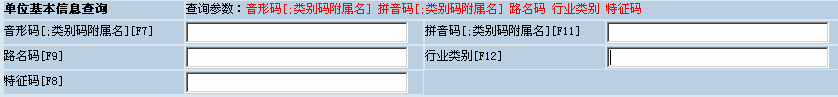 单位基本信息查询 查询参数：音形码[;类别码附属名] 拼音码[;类别码附属名] 路名码 行业类别 特征码
音形码[;类别码附属名][F7] 拼音码[;类别码附属名][F11]
路名码[F9] 行业类别[F12]
特征码[F8]